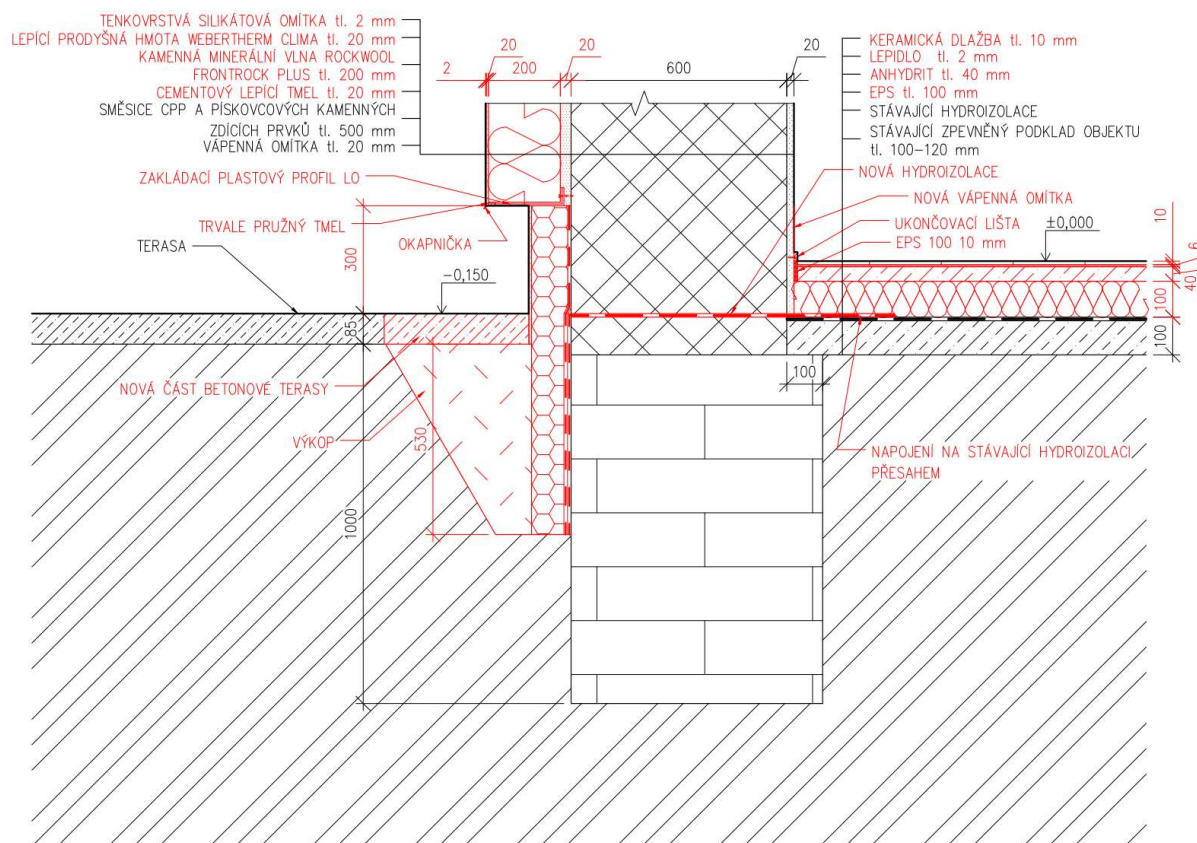 TENKOVRSTVÁ SILIKÁTOVÁ OMÍTKA tl. 2 mm
LEPÍCÍ PRODYŠNÁ HMOTA WEBERTHERM CLIMA tl. 20 mm
KAMENNÁ MINERÁLNÍ VLNA ROCKWOOL
FRONTROCK PLUS tl. 200 mm
CEMENTOVÝ LEPÍCÍ TMEL tl. 20 mm
SMĚSICE CPP A PÍSKOVCOVÝCH KAMENNÝCH
ZDÍCÍCH PRVKŮ tl. 500 mm
VÁPENNÁ OMÍTKA tl. 20 mm
20
20
2
200
600
20
KERAMICKÁ DLAŽBA tl. 10 mm
LEPIDLO tl. 2 mm
ANHYDRIT tl. 40 mm
EPS tl. 100 mm
STÁVAJÍCÍ HYDROIZOLACE
STÁVAJÍCÍ ZPEVNĚNÝ PODKLAD OBJEKTU
tl. 100-120 mm
ZAKLÁDACÍ PLASTOVÝ PROFIL LO
TRVALE PRUŽNÝ TMEL
OKAPNIČKA
TERASA
-0,150
NOVÁ HYDROIZOLACE
NOVÁ VÁPENNÁ OMÍTKA
UKONČOVACÍ LIŠTA
EPS 100 10 mm
±0,000
10
6
40
100
100
300
85
530
1000
100
NOVÁ ČÁST BETONOVÉ TERASY
VÝKOP
NAPOJENÍ NA STÁVAJÍCÍ HYDROIZOLACI
PŘESAHEM